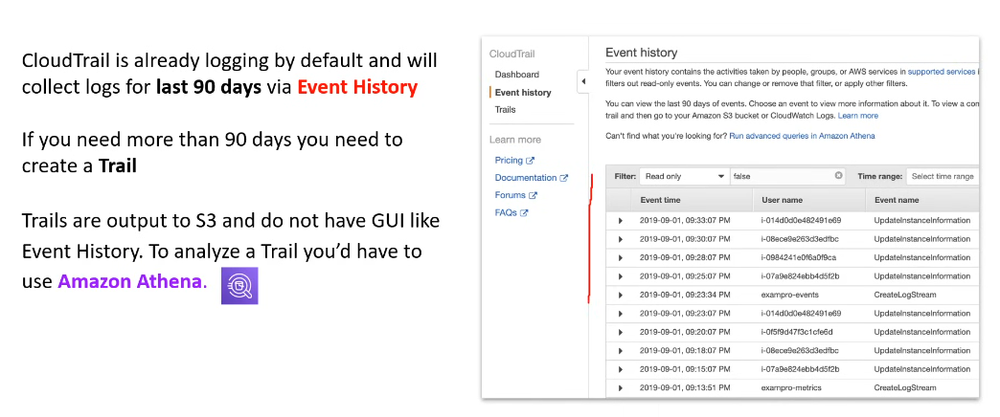 CloudTrail is already logging by default and will
collect logs for last 90 days via Event History
If you need more than 90 days you need to
create a Trail
Trails are output to S3 and do not have GUI like
Event History. To analyze a Trail you’d have to
use Amazon Athena.
CloudTrail
Dashboard
Event history
Trails
Learn more
Pricing
Documentation
Forums
FAQs
Event history
Your event history contains the activities taken by people, groups, or AWS services in supported services i
filters out read-only events. You can change or remove that filter, or apply other filters.
You can view the last 90 days of events. Choose an event to view more information about it. To view a con
trail and then go to your Amazon S3 bucket or CloudWatch Logs. Learn more
Can't find what you're looking for? Run advanced queries in Amazon Athena
Filter: Read only false Time range: Select time range
Event time User name Event name
2019-09-01, 09:33:07 PM i-014d0d0e482491e69 UpdateInstanceInformation
2019-09-01, 09:30:07 PM i-08ece9e263d3edfbc UpdateInstanceInformation
2019-09-01, 09:28:07 PM i-0984241e0f6a0f9ca UpdateInstanceInformation
2019-09-01, 09:25:07 PM i-07a9e824ebb4d5f2b UpdateInstanceInformation
2019-09-01, 09:23:34 PM exampro-events CreateLogStream
2019-09-01, 09:23:07 PM i-014d0d0e482491e69 UpdateInstanceInformation
2019-09-01, 09:20:07 PM i-0f5f9d47f3c1cfe6d UpdateInstanceInformation
2019-09-01, 09:18:07 PM i-08ece9e263d3edfbc UpdateInstanceInformation
2019-09-01, 09:15:07 PM i-07a9e824ebb4d5f2b UpdateInstanceInformation
2019-09-01, 09:13:51 PM exampro-metrics CreateLogStream